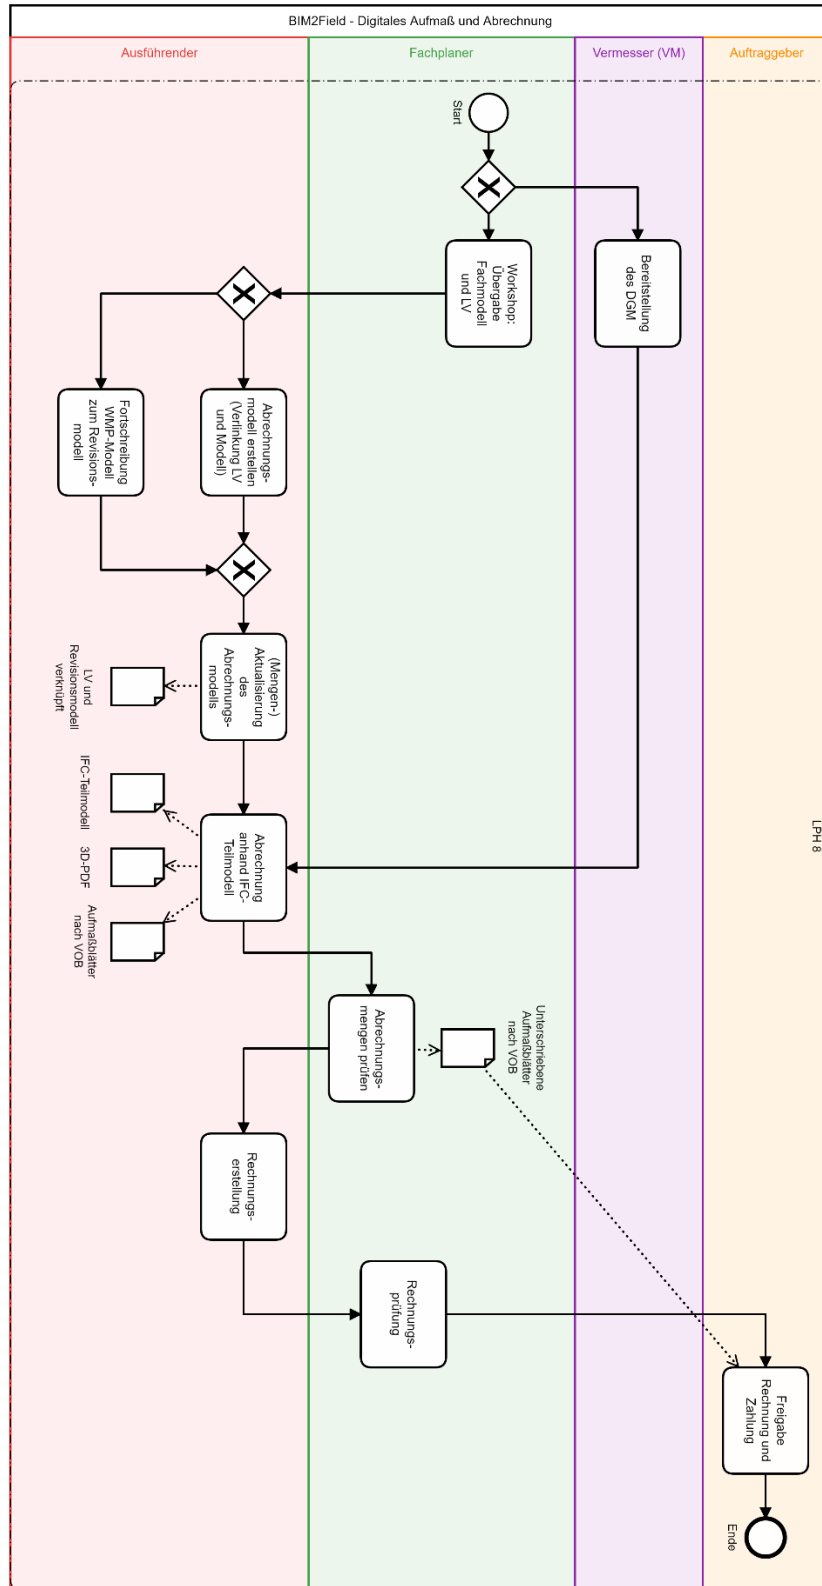 BIM2Field - Digitales Aufmaß und Abrechnung
Ausführender
Fachplaner
Vermesser (VM)
Auftraggeber
LPH 8
Start
Workshop:
Übergabe
Fachmodell
und LV
Bereitstellung
des DGM
Abrechnungs-
modell erstellen
(Verlinkung LV
und Modell)
Fortschreibung
WMP-Modell
zum Revisions-
modell
(Mengen-)
Aktualisierung
des
Abrechnungs-
modells
LV und
Revisionsmodell
verknüpft
Abrechnung
anhand IFC-
Teilmodell
IFC-Teilmodell
3D-PDF
Aufmaßblätter
nach VOB
Abrechnungs-
mengen prüfen
Unterschriebene
Aufmaßblätter
nach VOB
Rechnungs-
erstellung
Rechnungs-
prüfung
Freigabe
Rechnung und
Zahlung
Ende